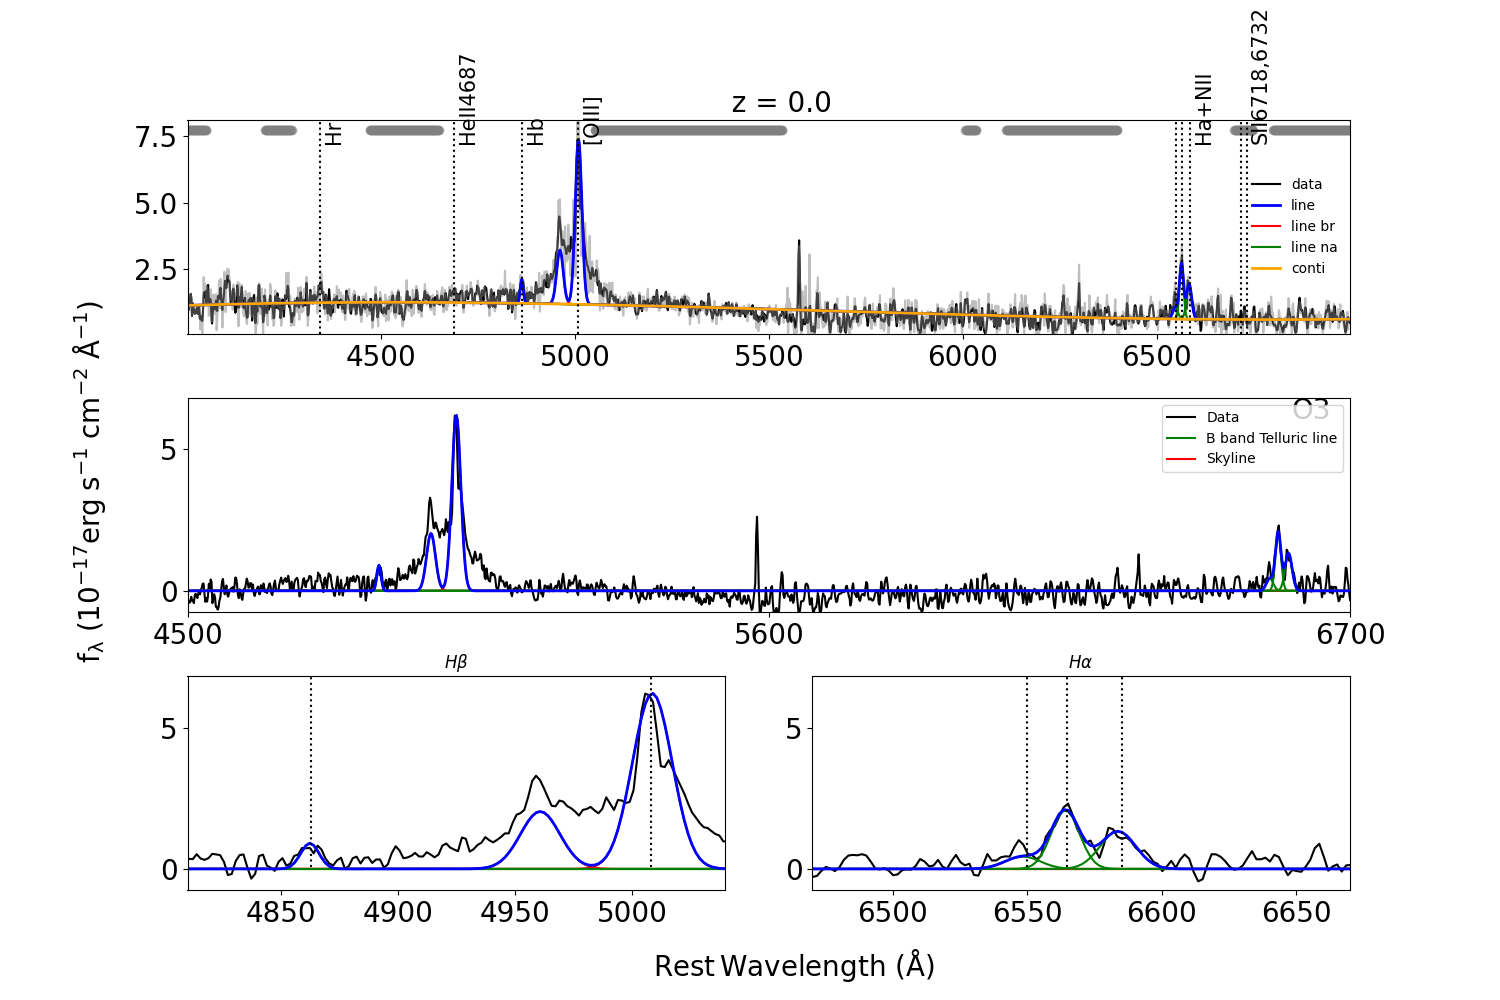 z = 0.0
Hr
HeII4687
Hb
[OIII]
Ha+NII
SII6718,6732
7.5
5.0
2.5
data
line
line br
line na
conti
4500
5000
5500
6000
6500
O3
5
0
Data
B band Telluric line
Skyline
4500
5600
6700
fλ (10⁻¹⁷erg s⁻¹ cm⁻² Å⁻¹)
Hβ
5
0
4850
4900
4950
5000
Hα
5
0
6500
6550
6600
6650
Rest Wavelength (Å)